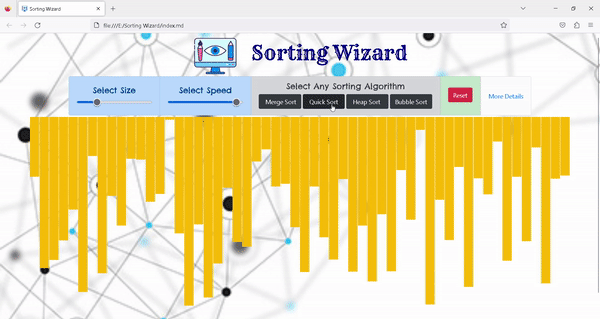 Sorting Wizard
file:///E:/Sorting Wizard/index.md
Sorting Wizard
Select Size
Select Speed
Select Any Sorting Algorithm
Merge Sort
Quick Sort
Heap Sort
Bubble Sort
Reset
More Details